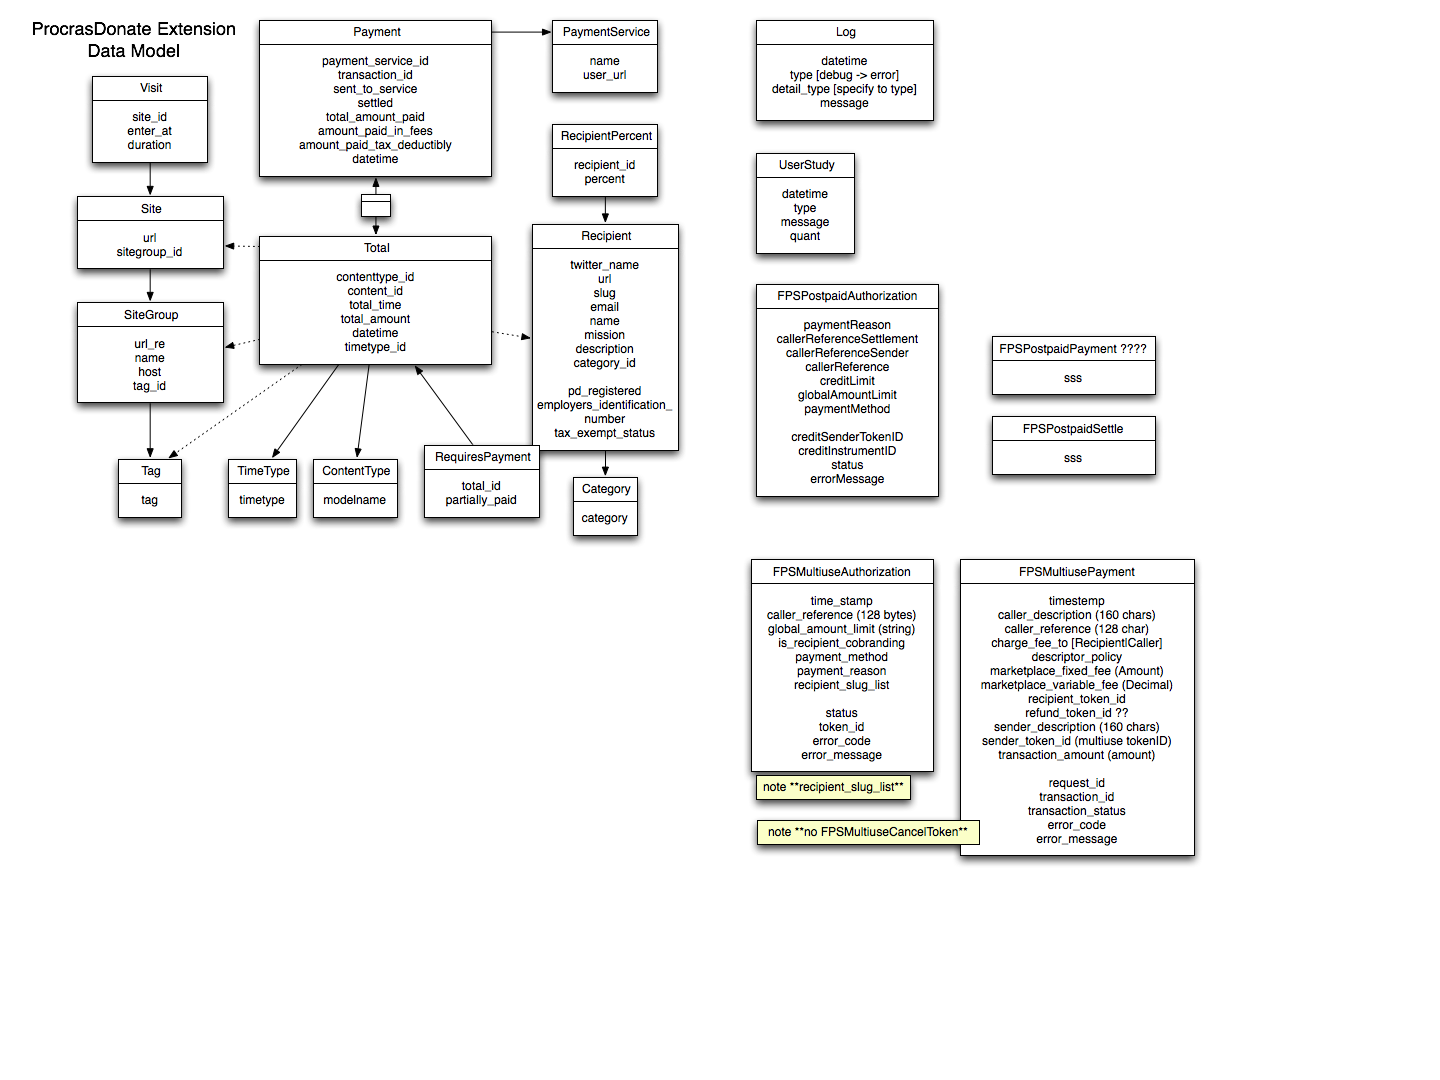 ProcrasDonate Extension
Data Model
Visit
site_id
enter_at
duration
Site
url
sitegroup_id
SiteGroup
url_re
name
host
tag_id
Tag
tag
Payment
payment_service_id
transaction_id
sent_to_service
settled
total_amount_paid
amount_paid_in_fees
amount_paid_tax_deductibly
datetime
Total
contenttype_id
content_id
total_time
total_amount
datetime
timetype_id
TimeType
timetype
ContentType
modelname
RequiresPayment
total_id
partially_paid
PaymentService
name
user_url
RecipientPercent
recipient_id
percent
Recipient
twitter_name
url
slug
email
name
mission
description
category_id
pd_registered
employers_identification_
number
tax_exempt_status
Category
category
Log
datetime
type [debug -> error]
detail_type [specify to type]
message
UserStudy
datetime
type
message
quant
FPSPostpaidAuthorization
paymentReason
callerReferenceSettlement
callerReferenceSender
callerReference
creditLimit
globalAmountLimit
paymentMethod
creditSenderTokenID
creditInstrumentID
status
errorMessage
FPSPostpaidPayment ????
sss
FPSPostpaidSettle
sss
FPSMultiuseAuthorization
time_stamp
caller_reference (128 bytes)
global_amount_limit (string)
is_recipient_cobranding
payment_method
payment_reason
recipient_slug_list
status
token_id
error_code
error_message
note **recipient_slug_list**
note **no FPSMultiuseCancelToken**
FPSMultiusePayment
timestemp
caller_description (160 chars)
caller_reference (128 char)
charge_fee_to [Recipient|Caller]
descriptor_policy
marketplace_fixed_fee (Amount)
marketplace_variable_fee (Decimal)
recipient_token_id
refund_token_id ??
sender_description (160 chars)
sender_token_id (multiuse tokenID)
transaction_amount (amount)
request_id
transaction_id
transaction_status
error_code
error_message